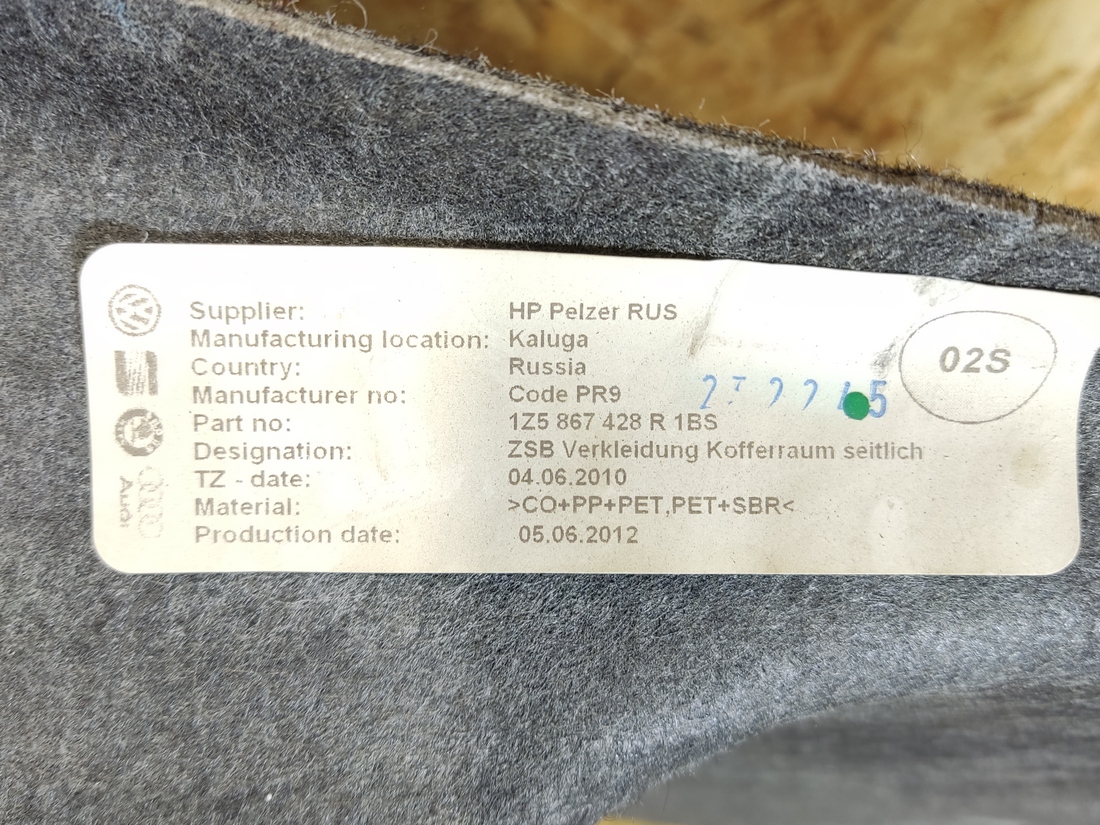 Supplier: HP Pelzer RUS
Manufacturing location: Kaluga
Country: Russia
Manufacturer no: Code PR9
Part no: 1Z5 867 428 R 1BS
Designation: ZSB Verkleidung Kofferraum seitlich
TZ - date: 04.06.2010
Material: >CO+PP+PET,PET+SBR<
Production date: 05.06.2012
02S
Audi